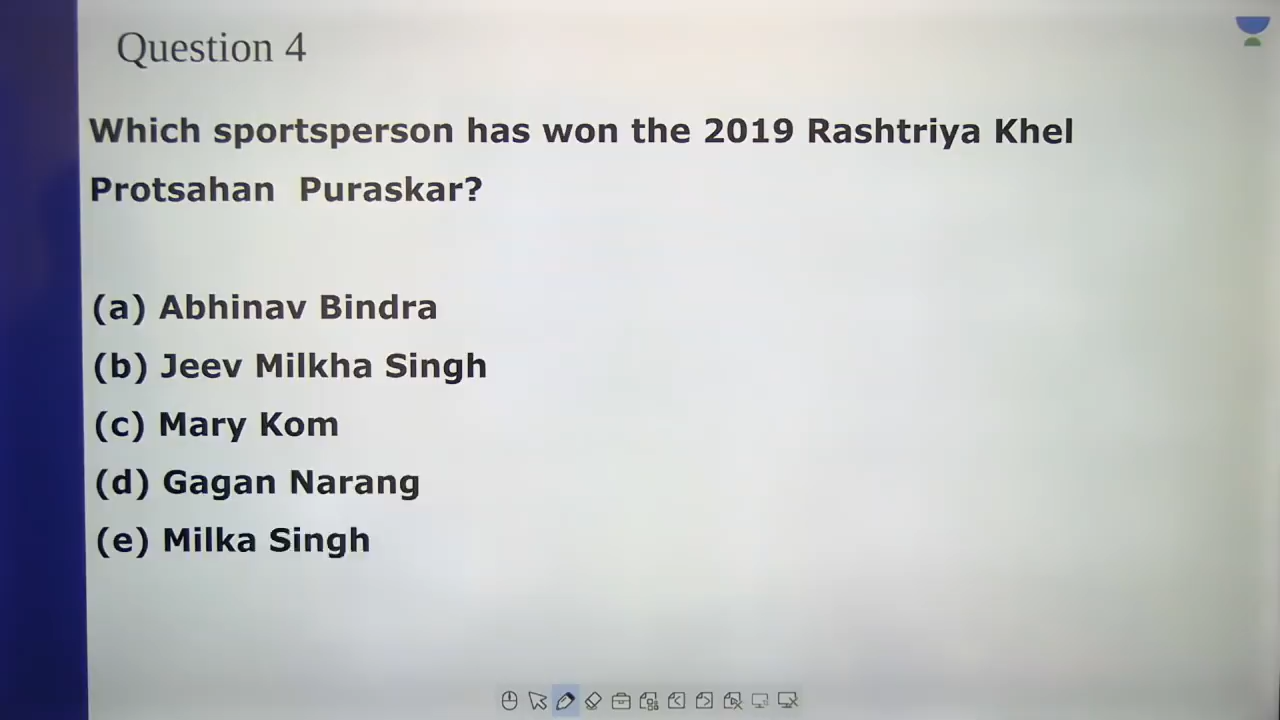 Question 4
Which sportsperson has won the 2019 Rashtriya Khel
Protsahan Puraskar?
(a) Abhinav Bindra
(b) Jeev Milkha Singh
(c) Mary Kom
(d) Gagan Narang
(e) Milka Singh